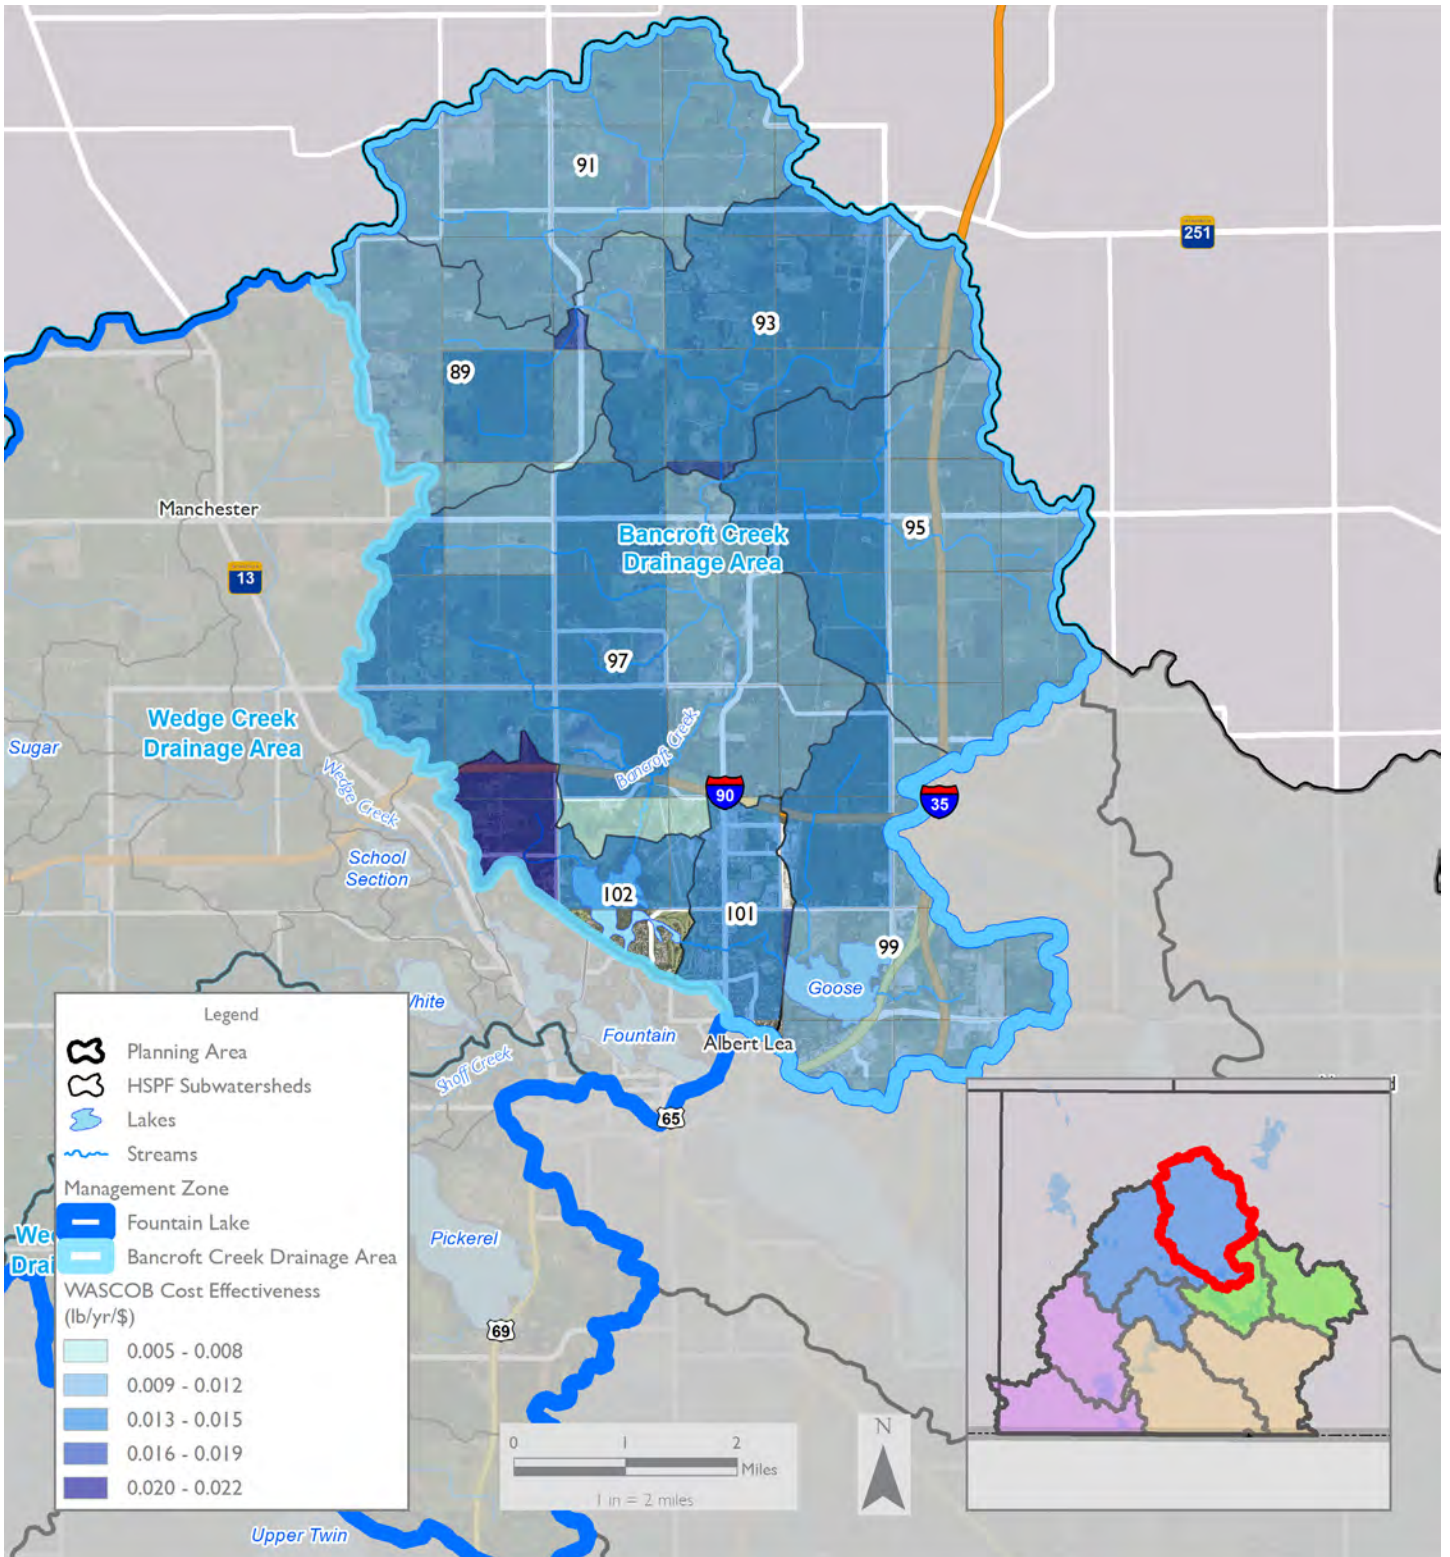 91
251
93
89
Manchester
Bancroft Creek
Drainage Area
95
13
97
Wedge Creek
Drainage Area
Sugar
Wedge Creek
Bancroft Creek
90
35
School
Section
102
101
99
Goose
White
Fountain
Albert Lea
Shoff Creek
65
Pickerel
69
Upper Twin
Legend
Planning Area
HSPF Subwatersheds
Lakes
Streams
Management Zone
Fountain Lake
Bancroft Creek Drainage Area
WASCOB Cost Effectiveness
(lb/yr/$)
0.005 - 0.008
0.009 - 0.012
0.013 - 0.015
0.016 - 0.019
0.020 - 0.022
0 1 2
Miles
1 in = 2 miles
N